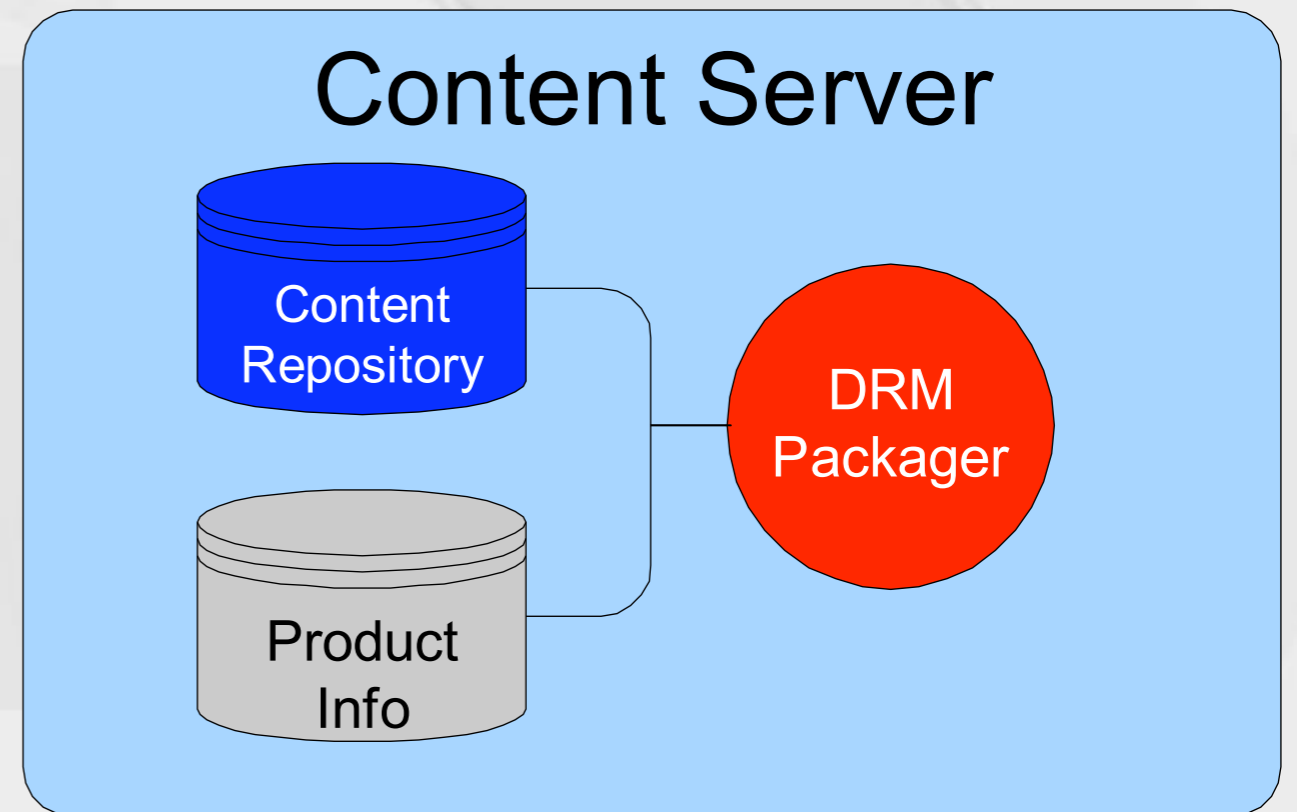 Content Server
Content
Repository
DRM
Packager
Product
Info